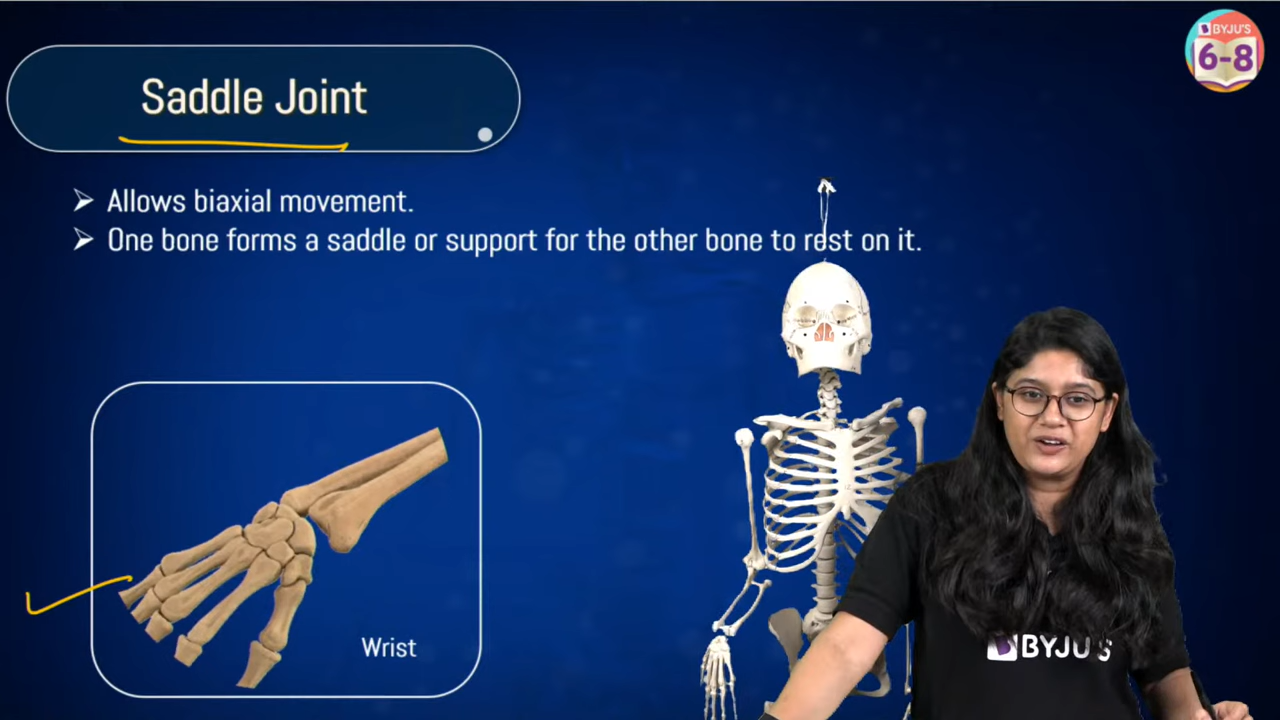 BYJU'S
6-8
Saddle Joint
➢ Allows biaxial movement.
➢ One bone forms a saddle or support for the other bone to rest on it.
Wrist
BYJU'S